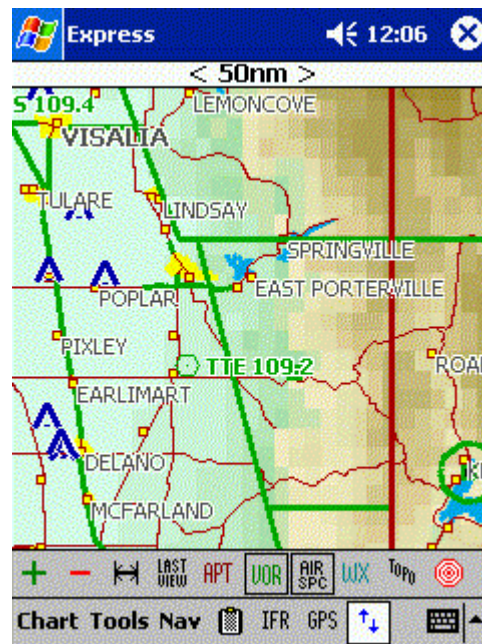 Express 12:06
< 50nm >
S 109.4
LEMONCOVE
VISALIA
TULARE
LINDSAY
SPRINGVILLE
EAST PORTERVILLE
POPLAR
PIXLEY
TTE 109.2
ROA
EARLIMART
DELANO
MCFARLAND
+ - LAST VIEW APT VOR AIR SPC WX TOPO
Chart Tools Nav IFR GPS